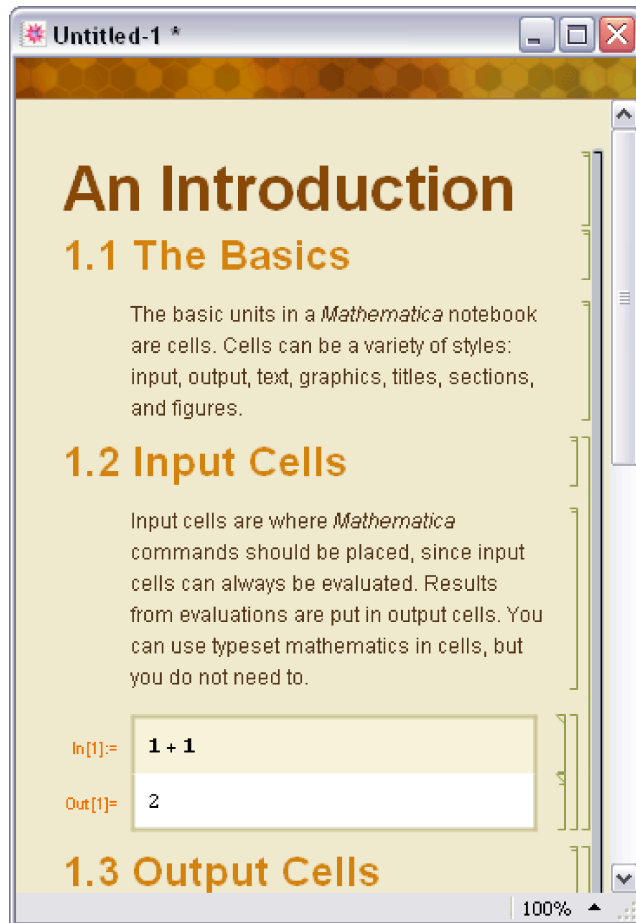 Untitled-1 *
An Introduction
1.1 The Basics
The basic units in a Mathematica notebook
are cells. Cells can be a variety of styles:
input, output, text, graphics, titles, sections,
and figures.
1.2 Input Cells
Input cells are where Mathematica
commands should be placed, since input
cells can always be evaluated. Results
from evaluations are put in output cells. You
can use typeset mathematics in cells, but
you do not need to.
In[1]:= 1 + 1
Out[1]= 2
1.3 Output Cells
100%